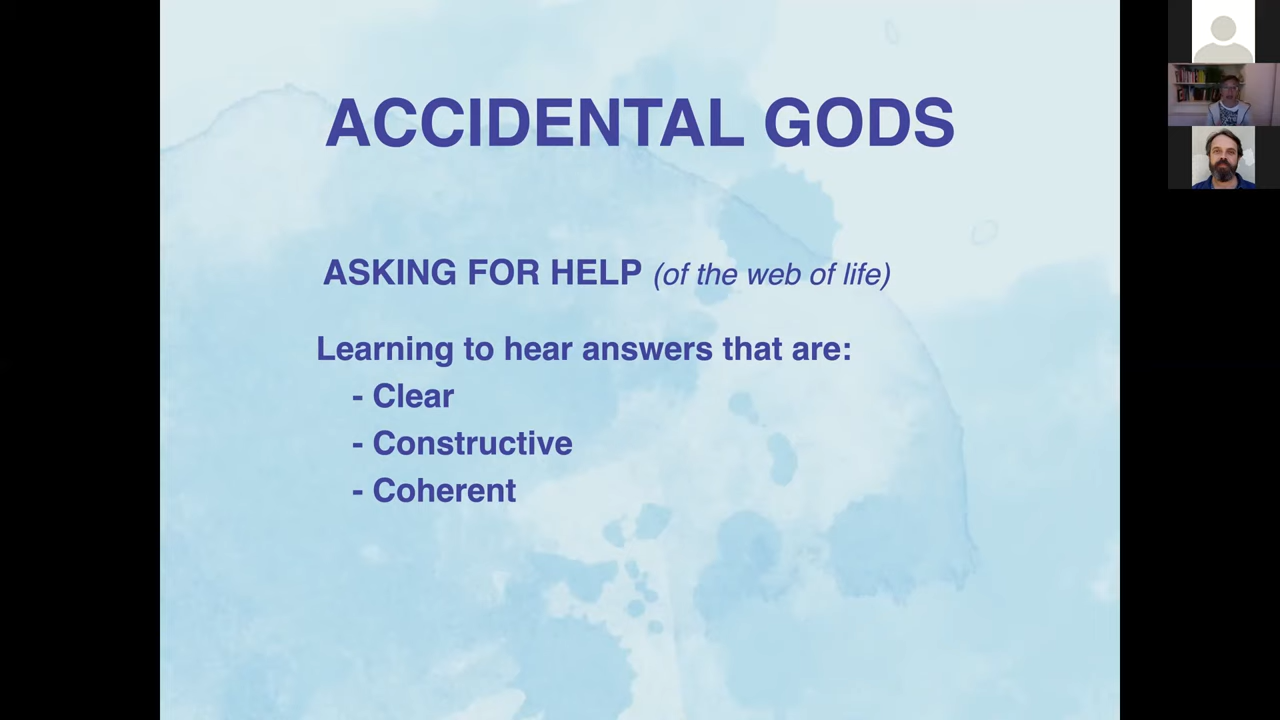 ACCIDENTAL GODS
ASKING FOR HELP (of the web of life)
Learning to hear answers that are:
- Clear
- Constructive
- Coherent